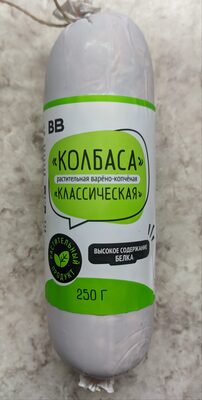 ВВ
«КОЛБАСА»
растительная варёно-копчёная
«КЛАССИЧЕСКАЯ»
РАСТИТЕЛЬНЫЙ
ПРОДУКТ
ВЫСОКОЕ СОДЕРЖАНИЕ
БЕЛКА
250 Г